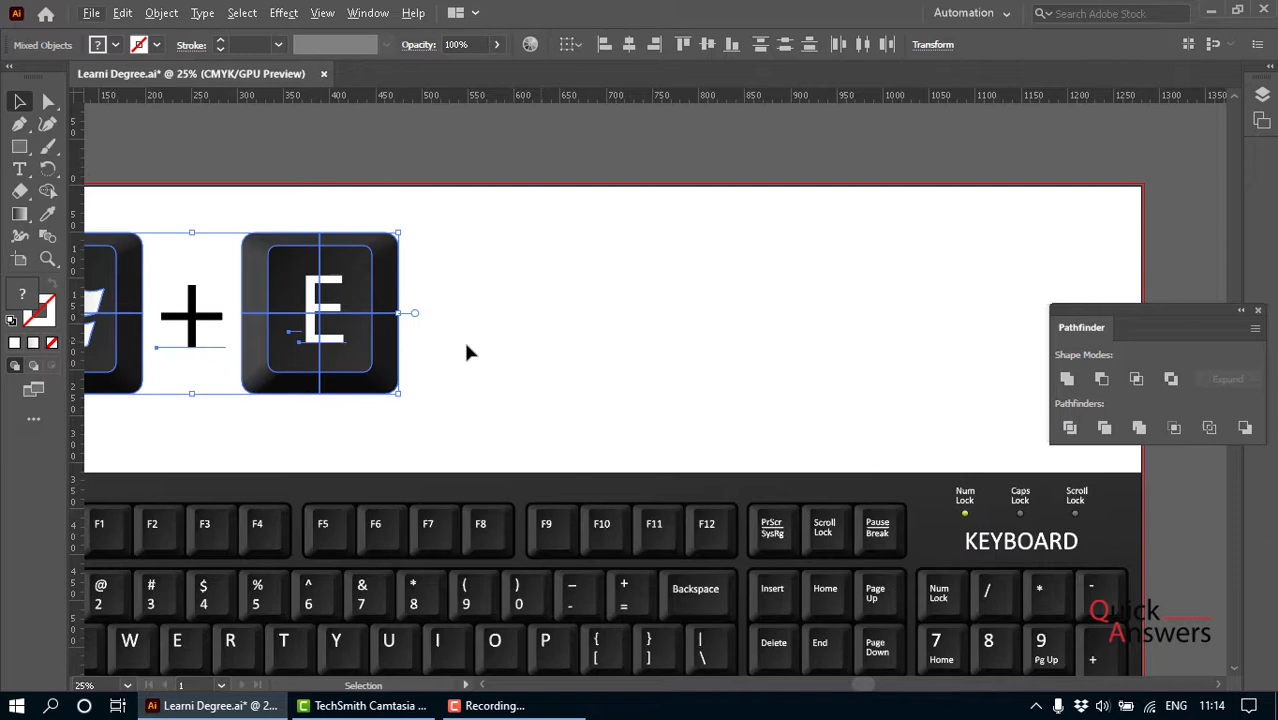 Ai File Edit Object Type Select Effect View Window Help Automation Search Adobe Stock
Mixed Objects ? Stroke: Opacity: 100% Transform
Learni Degree.ai* @ 25% (CMYK/GPU Preview)
150 200 250 300 350 400 450 500 550 600 650 700 750 800 850 900 950 1000 1050 1100 1150 1200 1250 1300 1350
+ E
Pathfinder
Shape Modes:
Expand
Pathfinders:
?
Num Lock
Caps Lock
Scroll Lock
KEYBOARD
F1 F2 F3 F4 F5 F6 F7 F8 F9 F10 F11 F12
PrScr
SysRg
Scroll
Lock
Pause
Break
@ # $ % ^ & * ( ) – +
2 3 4 5 6 7 8 9 0 - =
Backspace
Insert Home Page Up
Num Lock / * -
W E R T Y U I O P { } |
[ ] \
Delete End Page Down
7 8 9 +
Home Pg Up
Quick
Answers
25% 1 Selection
Learni Degree.ai* @ 2... TechSmith Camtasia ... Recording... ENG 11:14